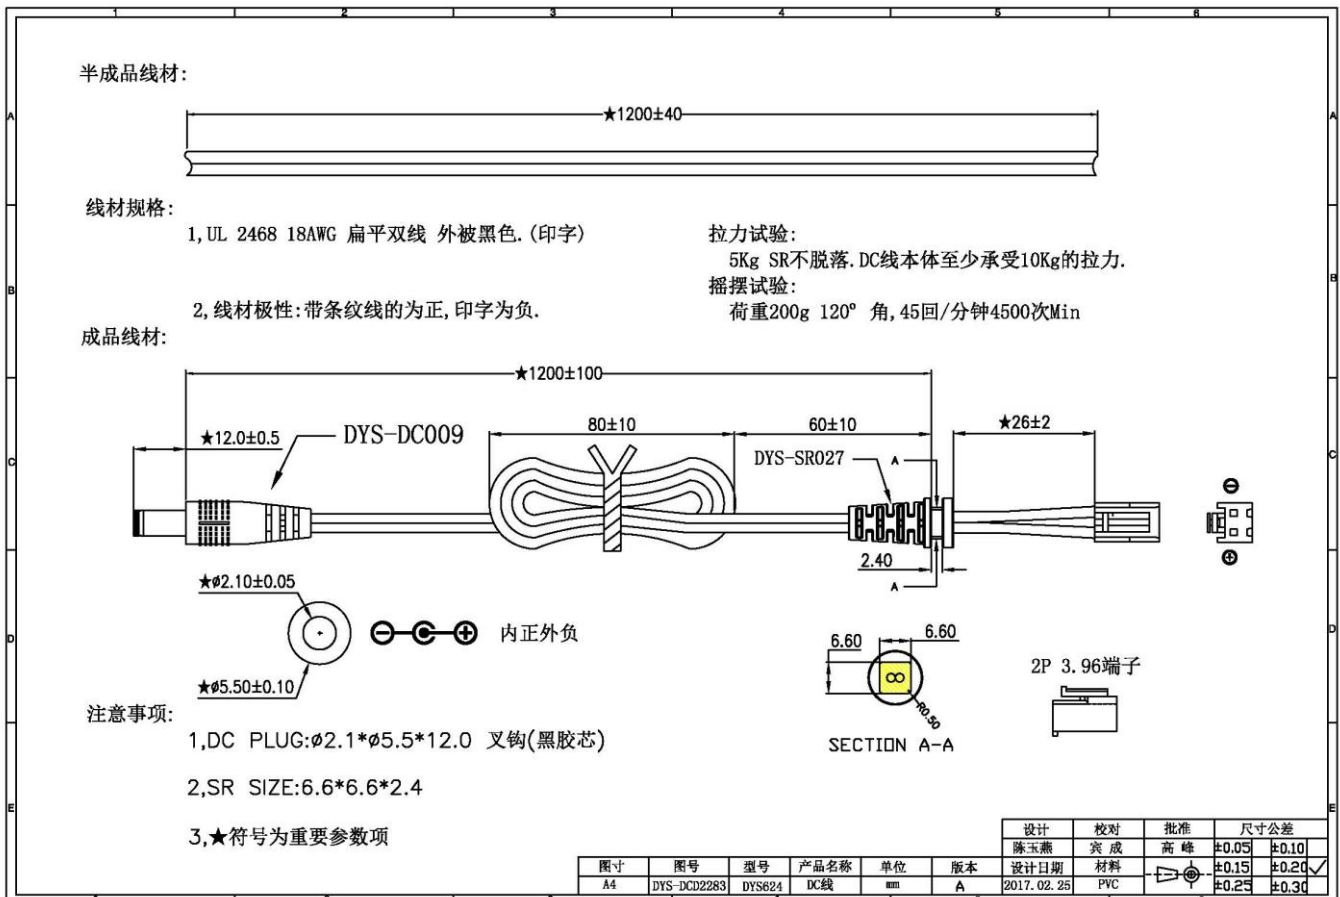 1 2 3 4 5 6
半成品线材:
A A
★1200±40
线材规格:
1,UL 2468 18AWG 扁平双线 外被黑色.(印字)
拉力试验:
5Kg SR不脱落.DC线本体至少承受10Kg的拉力.
摇摆试验:
B B
2,线材极性:带条纹线的为正,印字为负.
荷重200g 120° 角,45回/分钟4500次Min
成品线材:
★1200±100
★12.0±0.5
DYS-DC009
80±10
60±10
★26±2
DYS-SR027
A
C C
2.40
A
★ø2.10±0.05
内正外负
★ø5.50±0.10
D D
6.60
6.60
R0.50
SECTION A-A
2P 3.96端子
注意事项:
1,DC PLUG:ø2.1*ø5.5*12.0 叉钩(黑胶芯)
2,SR SIZE:6.6*6.6*2.4
3,★符号为重要参数项
E E
设计 校对 批准 尺寸公差
陈玉燕 宾成 高峰 ±0.05 ±0.10
图寸 图号 型号 产品名称 单位 版本 设计日期 材料 ±0.15 ±0.20
A4 DYS-DCD2283 DYS624 DC线 mm A 2017.02.25 PVC ±0.25 ±0.30